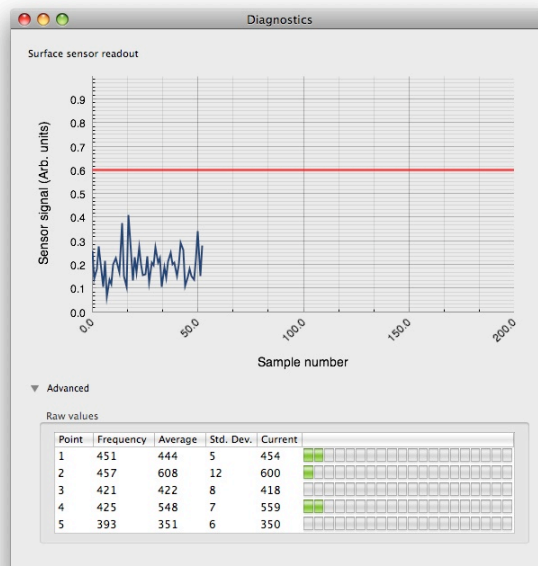 Diagnostics
Surface sensor readout
Sensor signal (Arb. units)
0.9
0.8
0.7
0.6
0.5
0.4
0.3
0.2
0.1
0.0
0.0 50.0 100.0 150.0 200.0
Sample number
Advanced
Raw values
Point Frequency Average Std. Dev. Current
1 451 444 5 454
2 457 608 12 600
3 421 422 8 418
4 425 548 7 559
5 393 351 6 350